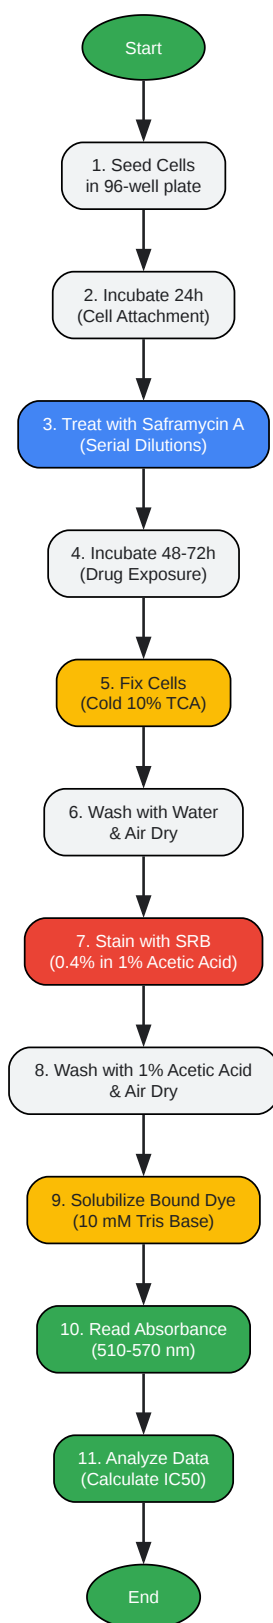 Start
1. Seed Cells
in 96-well plate
2. Incubate 24h
(Cell Attachment)
3. Treat with Saframycin A
(Serial Dilutions)
4. Incubate 48-72h
(Drug Exposure)
5. Fix Cells
(Cold 10% TCA)
6. Wash with Water
& Air Dry
7. Stain with SRB
(0.4% in 1% Acetic Acid)
8. Wash with 1% Acetic Acid
& Air Dry
9. Solubilize Bound Dye
(10 mM Tris Base)
10. Read Absorbance
(510-570 nm)
11. Analyze Data
(Calculate IC50)
End